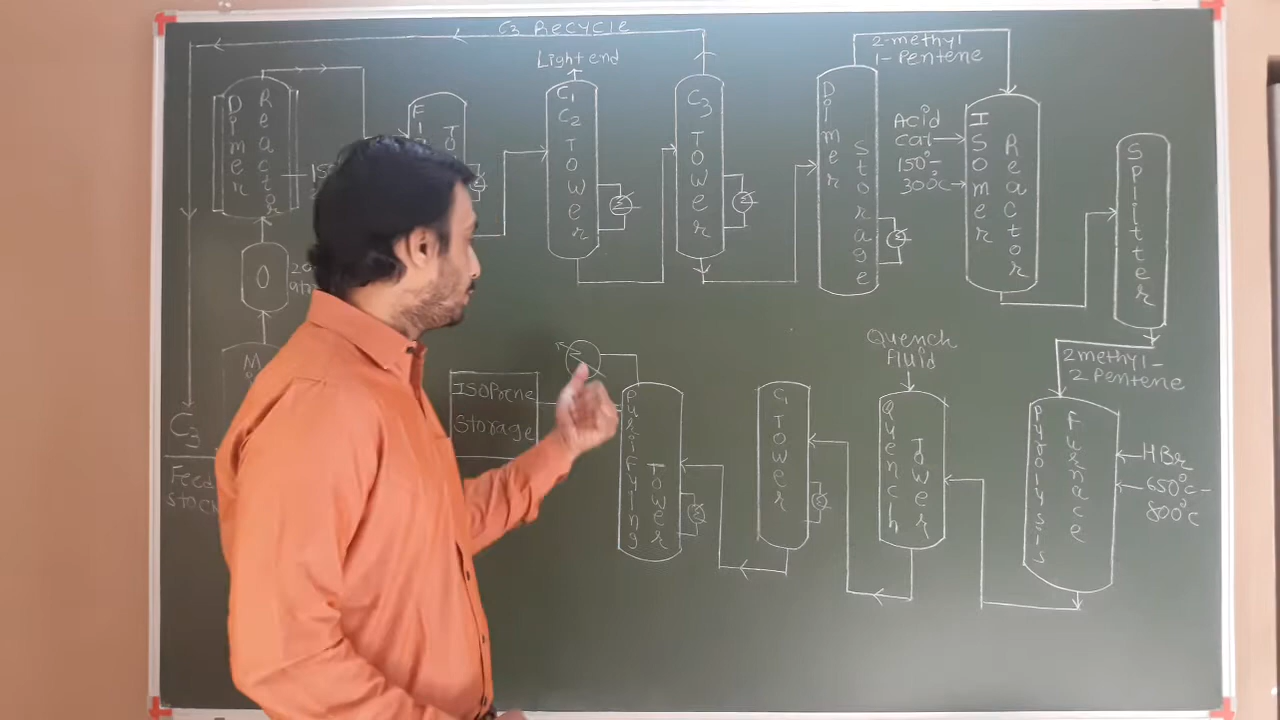 C3 Recycle
Light end
2-methyl
1-Pentene
Dimer
Reactor
C1
C2
Tower
C3
Tower
Dimer
Storage
Acid
cat
150°-
300°c
Isomer
Reactor
Splitter
O
M
C3
Feed
stock
ISOPrene
Storage
Purifying
Tower
Tower
Quench
fluid
Quench
Tower
2methyl-
2 Pentene
Pyrolysis
Furnace
HBr
650°c-
800°c